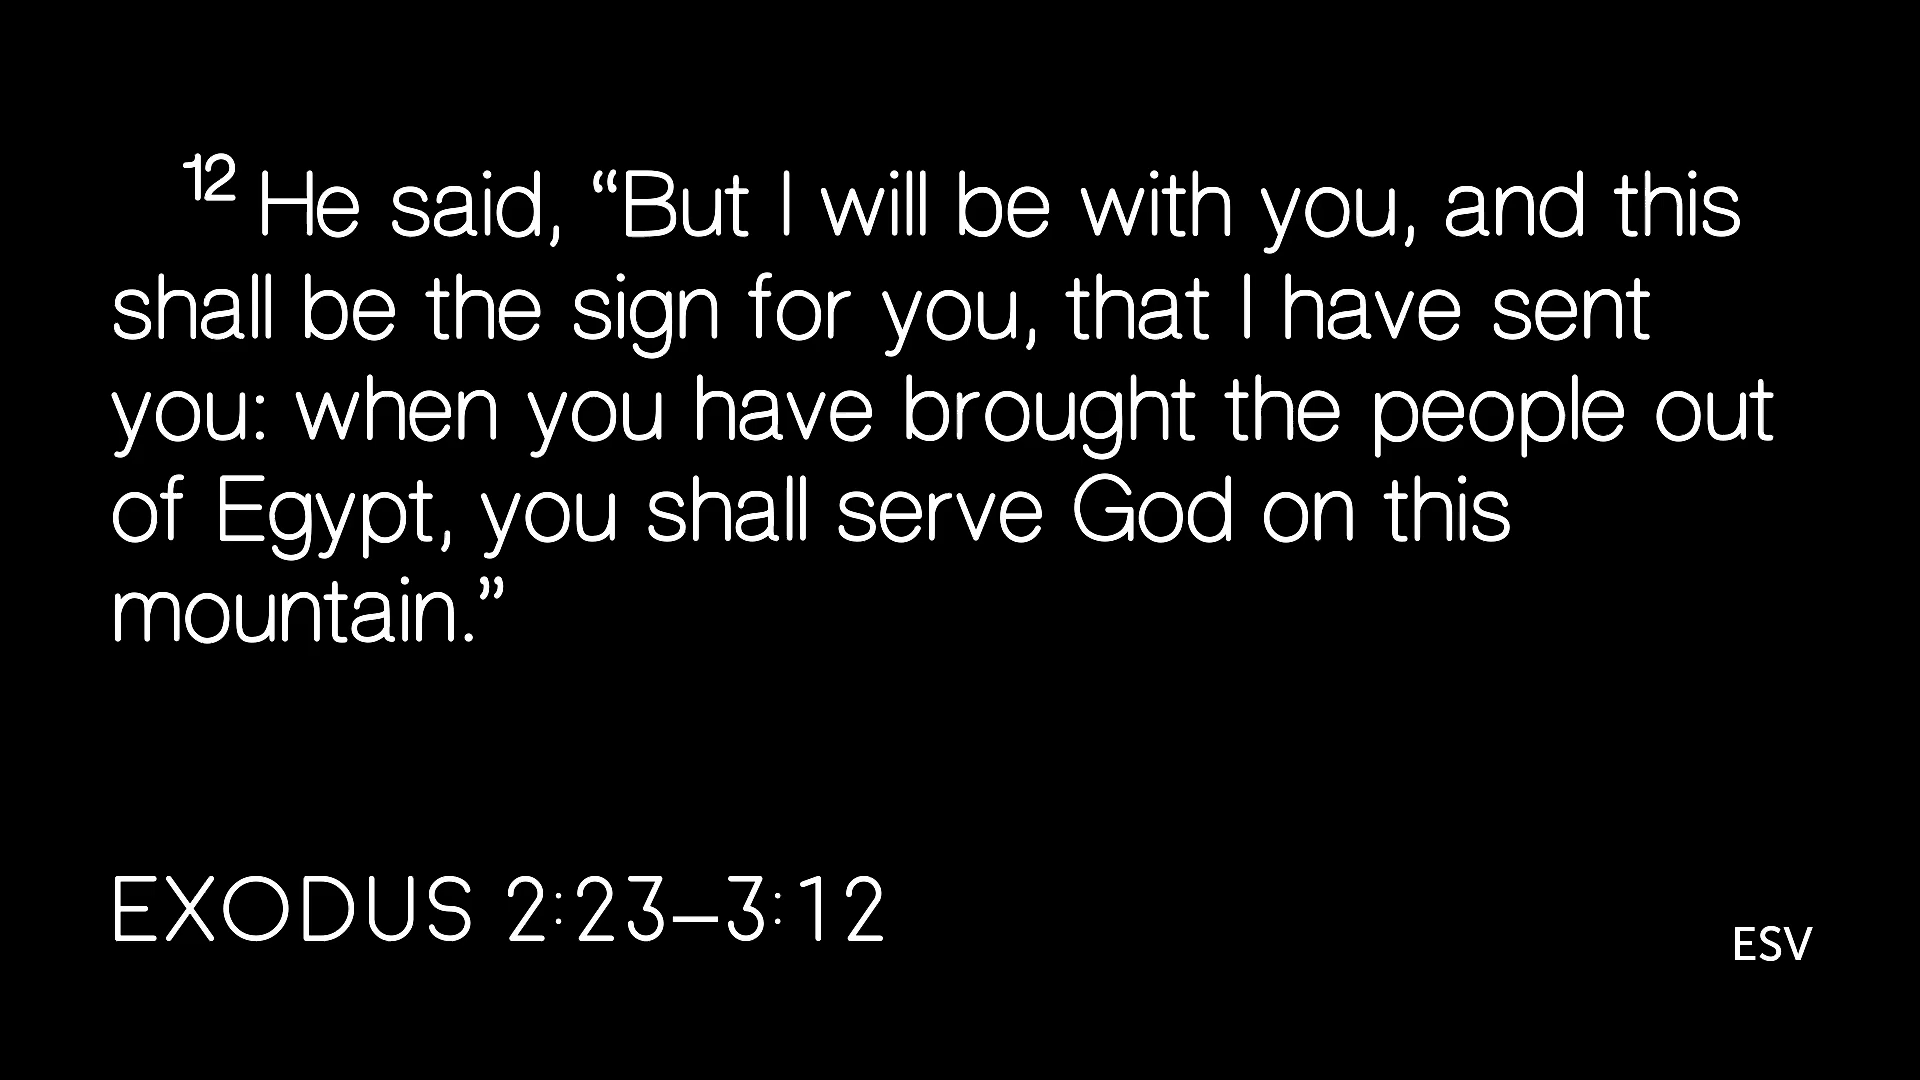 12 He said, “But I will be with you, and this
shall be the sign for you, that I have sent
you: when you have brought the people out
of Egypt, you shall serve God on this
mountain.”
EXODUS 2:23–3:12
ESV